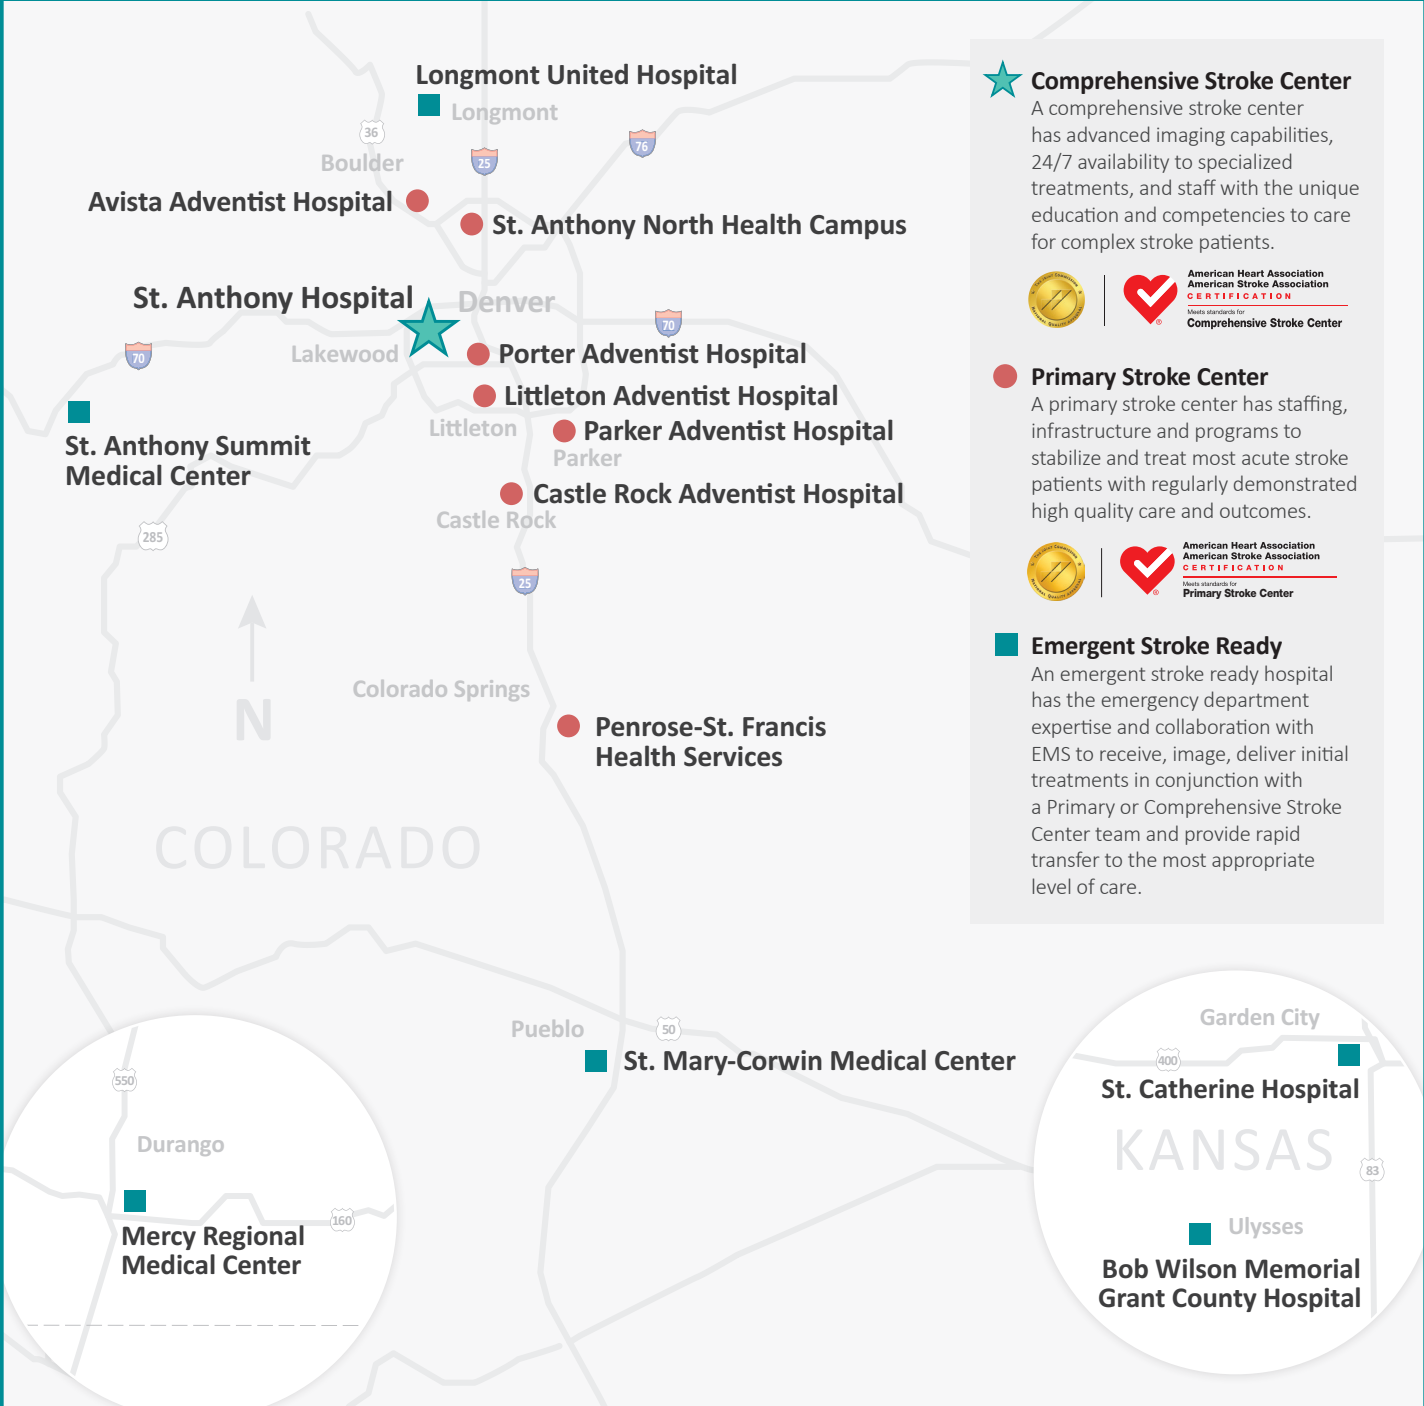 Longmont United Hospital
Longmont
36
Boulder
25
76
Avista Adventist Hospital
St. Anthony North Health Campus
St. Anthony Hospital
Denver
70
70
Lakewood
Porter Adventist Hospital
Littleton Adventist Hospital
Littleton
Parker Adventist Hospital
Parker
St. Anthony Summit
Medical Center
Castle Rock Adventist Hospital
Castle Rock
285
25
N
Colorado Springs
Penrose-St. Francis
Health Services
COLORADO
Pueblo
50
St. Mary-Corwin Medical Center
550
Durango
160
Mercy Regional
Medical Center
Garden City
400
St. Catherine Hospital
KANSAS
83
Ulysses
Bob Wilson Memorial
Grant County Hospital
Comprehensive Stroke Center
A comprehensive stroke center
has advanced imaging capabilities,
24/7 availability to specialized
treatments, and staff with the unique
education and competencies to care
for complex stroke patients.
American Heart Association
American Stroke Association
CERTIFICATION
Meets standards for
Comprehensive Stroke Center
Primary Stroke Center
A primary stroke center has staffing,
infrastructure and programs to
stabilize and treat most acute stroke
patients with regularly demonstrated
high quality care and outcomes.
American Heart Association
American Stroke Association
CERTIFICATION
Meets standards for
Primary Stroke Center
Emergent Stroke Ready
An emergent stroke ready hospital
has the emergency department
expertise and collaboration with
EMS to receive, image, deliver initial
treatments in conjunction with
a Primary or Comprehensive Stroke
Center team and provide rapid
transfer to the most appropriate
level of care.